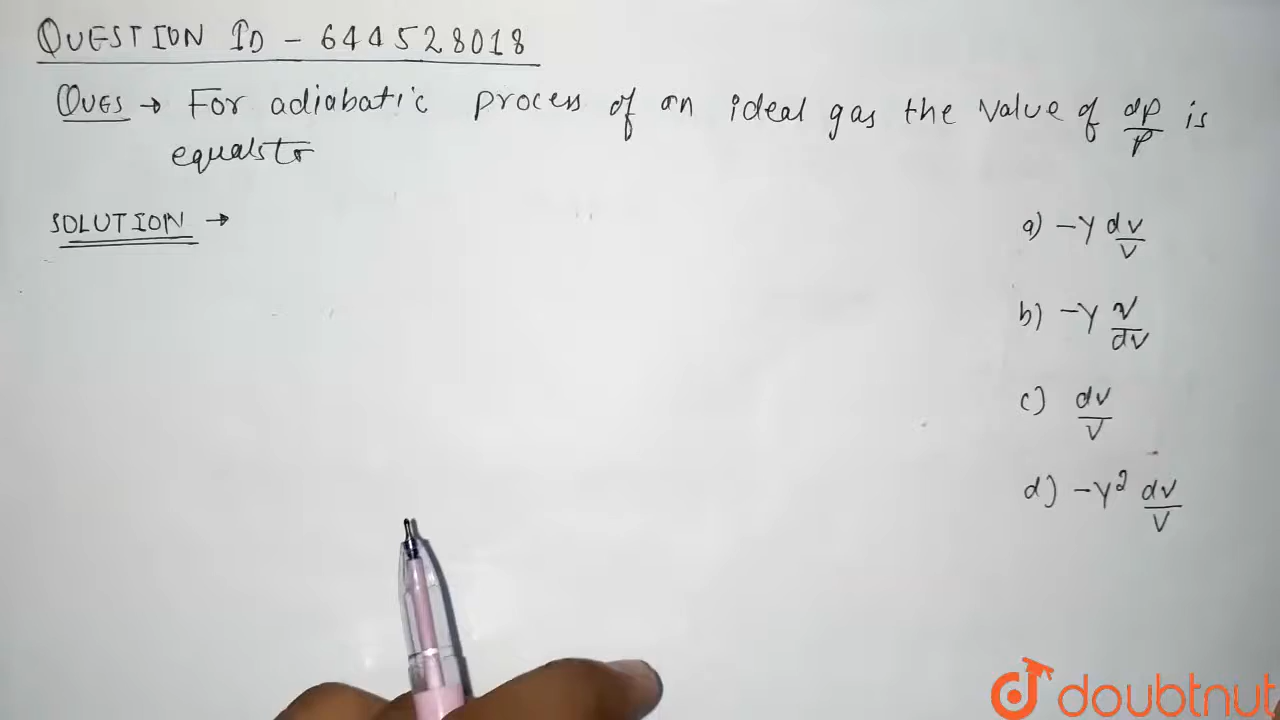 QUESTION ID - 644528018
QUES → For adiabatic process of an ideal gas the value of dp/p is
equals to
SOLUTION →
a) -γ dv/v
b) -γ v/dv
c) dv/v
d) -γ² dv/v
doubtnut